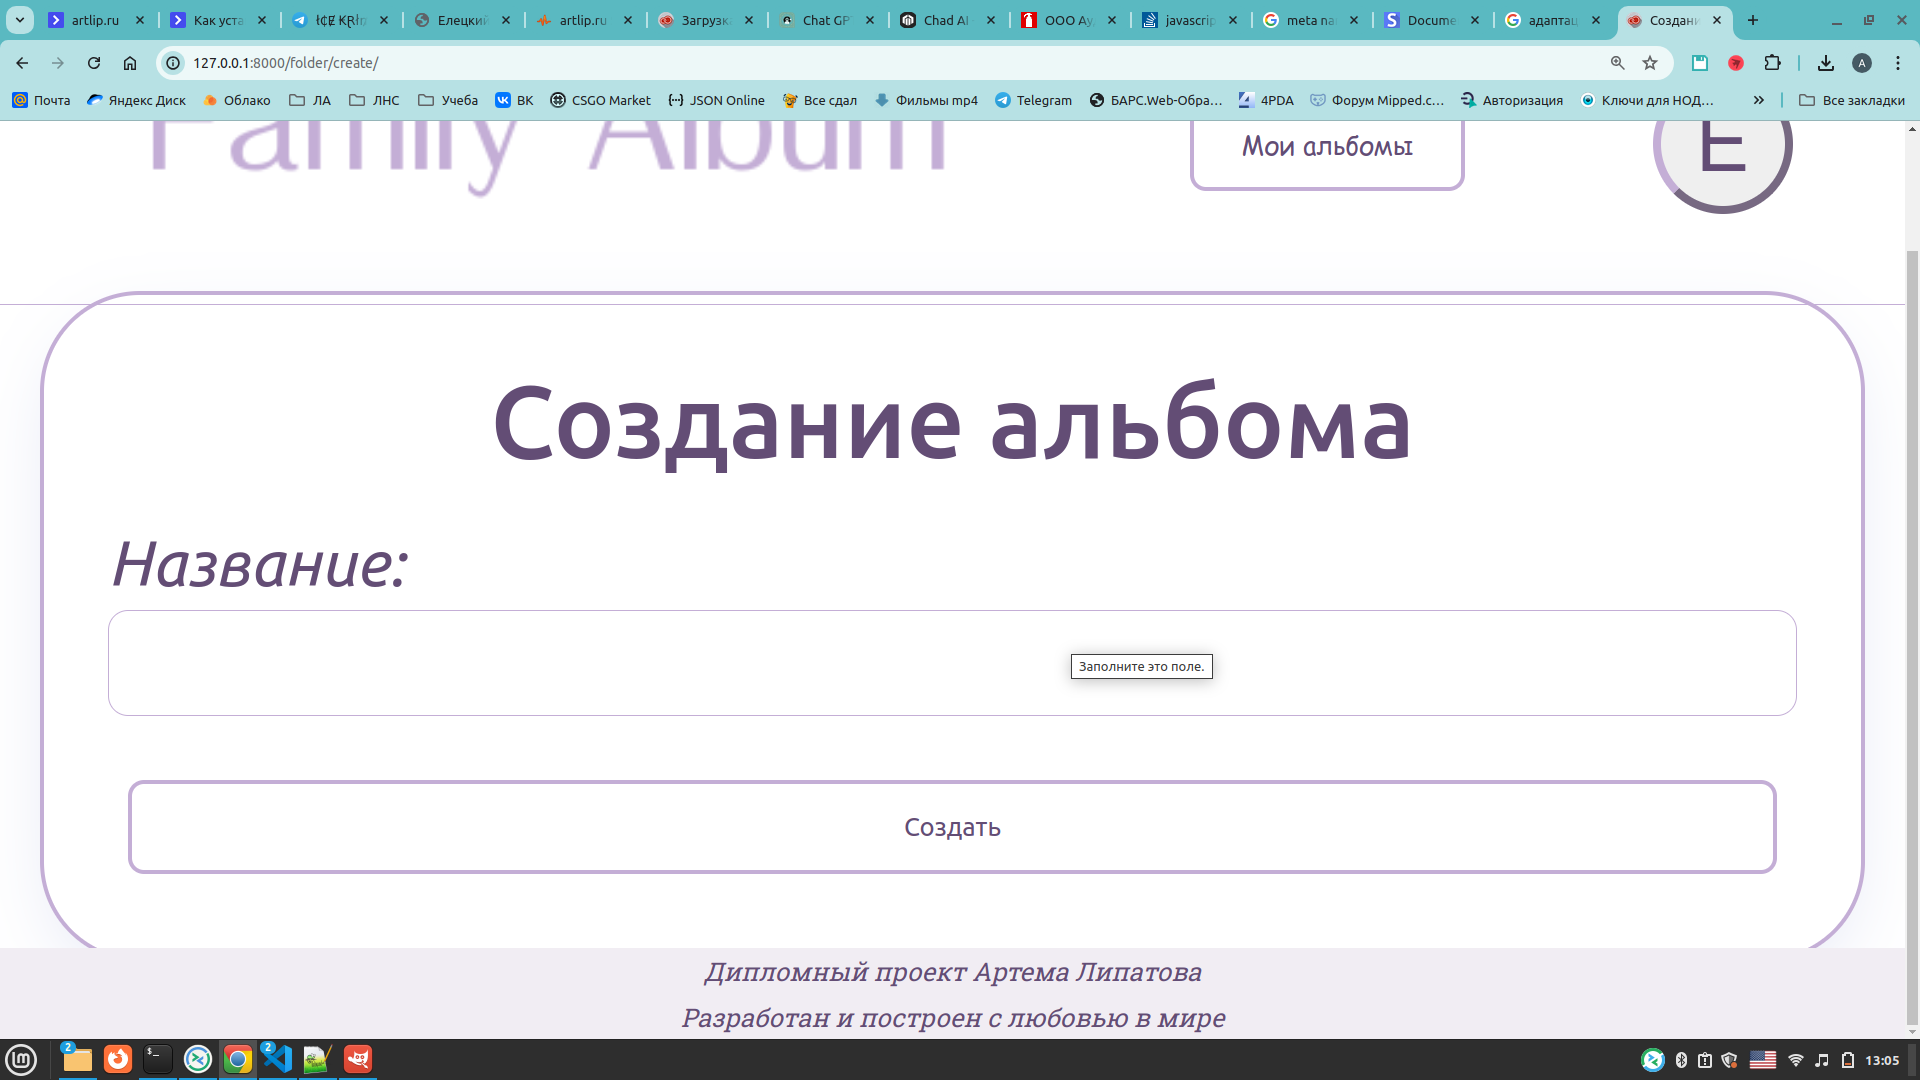 artlip.ru
Как уста
Елецкий
artlip.ru
Загрузка
Chat GP
Chad AI
ООО Ау
javascrip
meta na
Docume
адаптац
Создани
127.0.0.1:8000/folder/create/
A
Почта
Яндекс Диск
Облако
ЛА
ЛНС
Учеба
ВК
CSGO Market
JSON Online
Все сдал
Фильмы mp4
Telegram
БАРС.Web-Обра...
4PDA
Форум Mipped.c...
Авторизация
Ключи для НОД...
Все закладки
Family Album
Мои альбомы
E
Создание альбома
Название:
Заполните это поле.
Создать
Дипломный проект Артема Липатова
Разработан и построен с любовью в мире
2
2
13:05